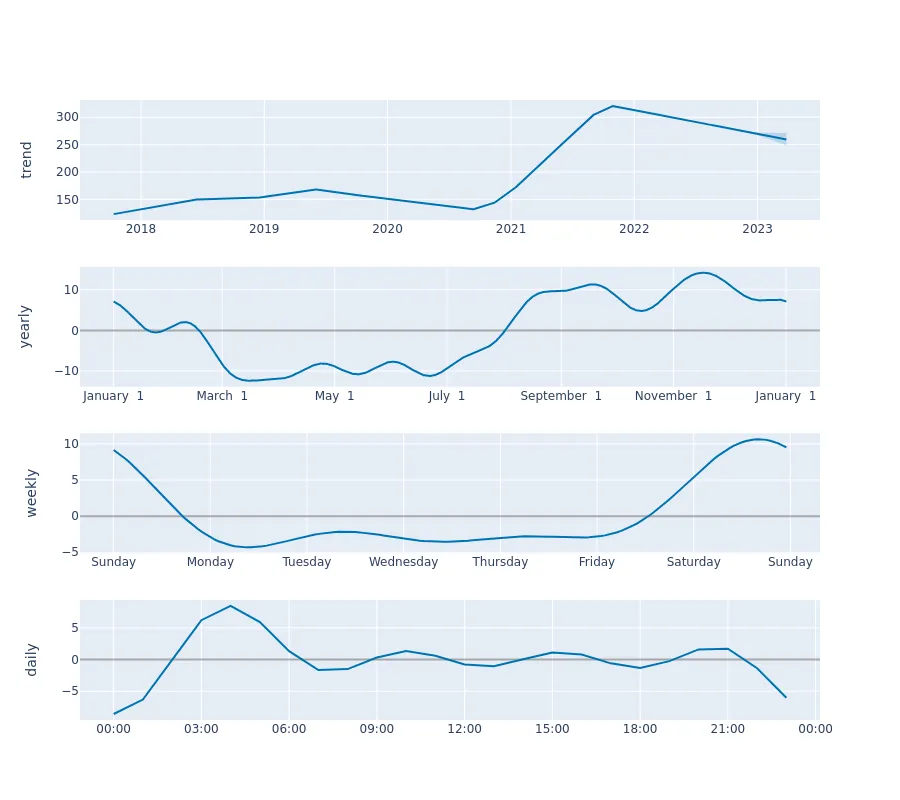 trend
300
250
200
150
2018 2019 2020 2021 2022 2023
yearly
10
0
−10
January 1 March 1 May 1 July 1 September 1 November 1 January 1
weekly
10
5
0
−5
Sunday Monday Tuesday Wednesday Thursday Friday Saturday Sunday
daily
5
0
−5
00:00 03:00 06:00 09:00 12:00 15:00 18:00 21:00 00:00